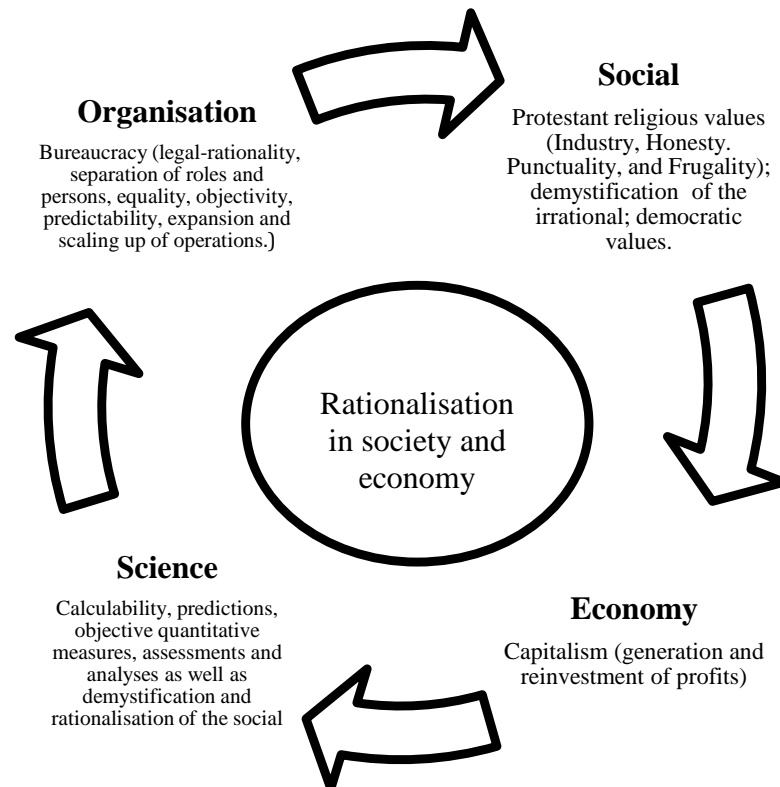 Organisation
Bureaucracy (legal-rationality,
separation of roles and
persons, equality, objectivity,
predictability, expansion and
scaling up of operations.)
Social
Protestant religious values
(Industry, Honesty.
Punctuality, and Frugality);
demystification of the
irrational; democratic
values.
Rationalisation
in society and
economy
Science
Calculability, predictions,
objective quantitative
measures, assessments and
analyses as well as
demystification and
rationalisation of the social
Economy
Capitalism (generation and
reinvestment of profits)